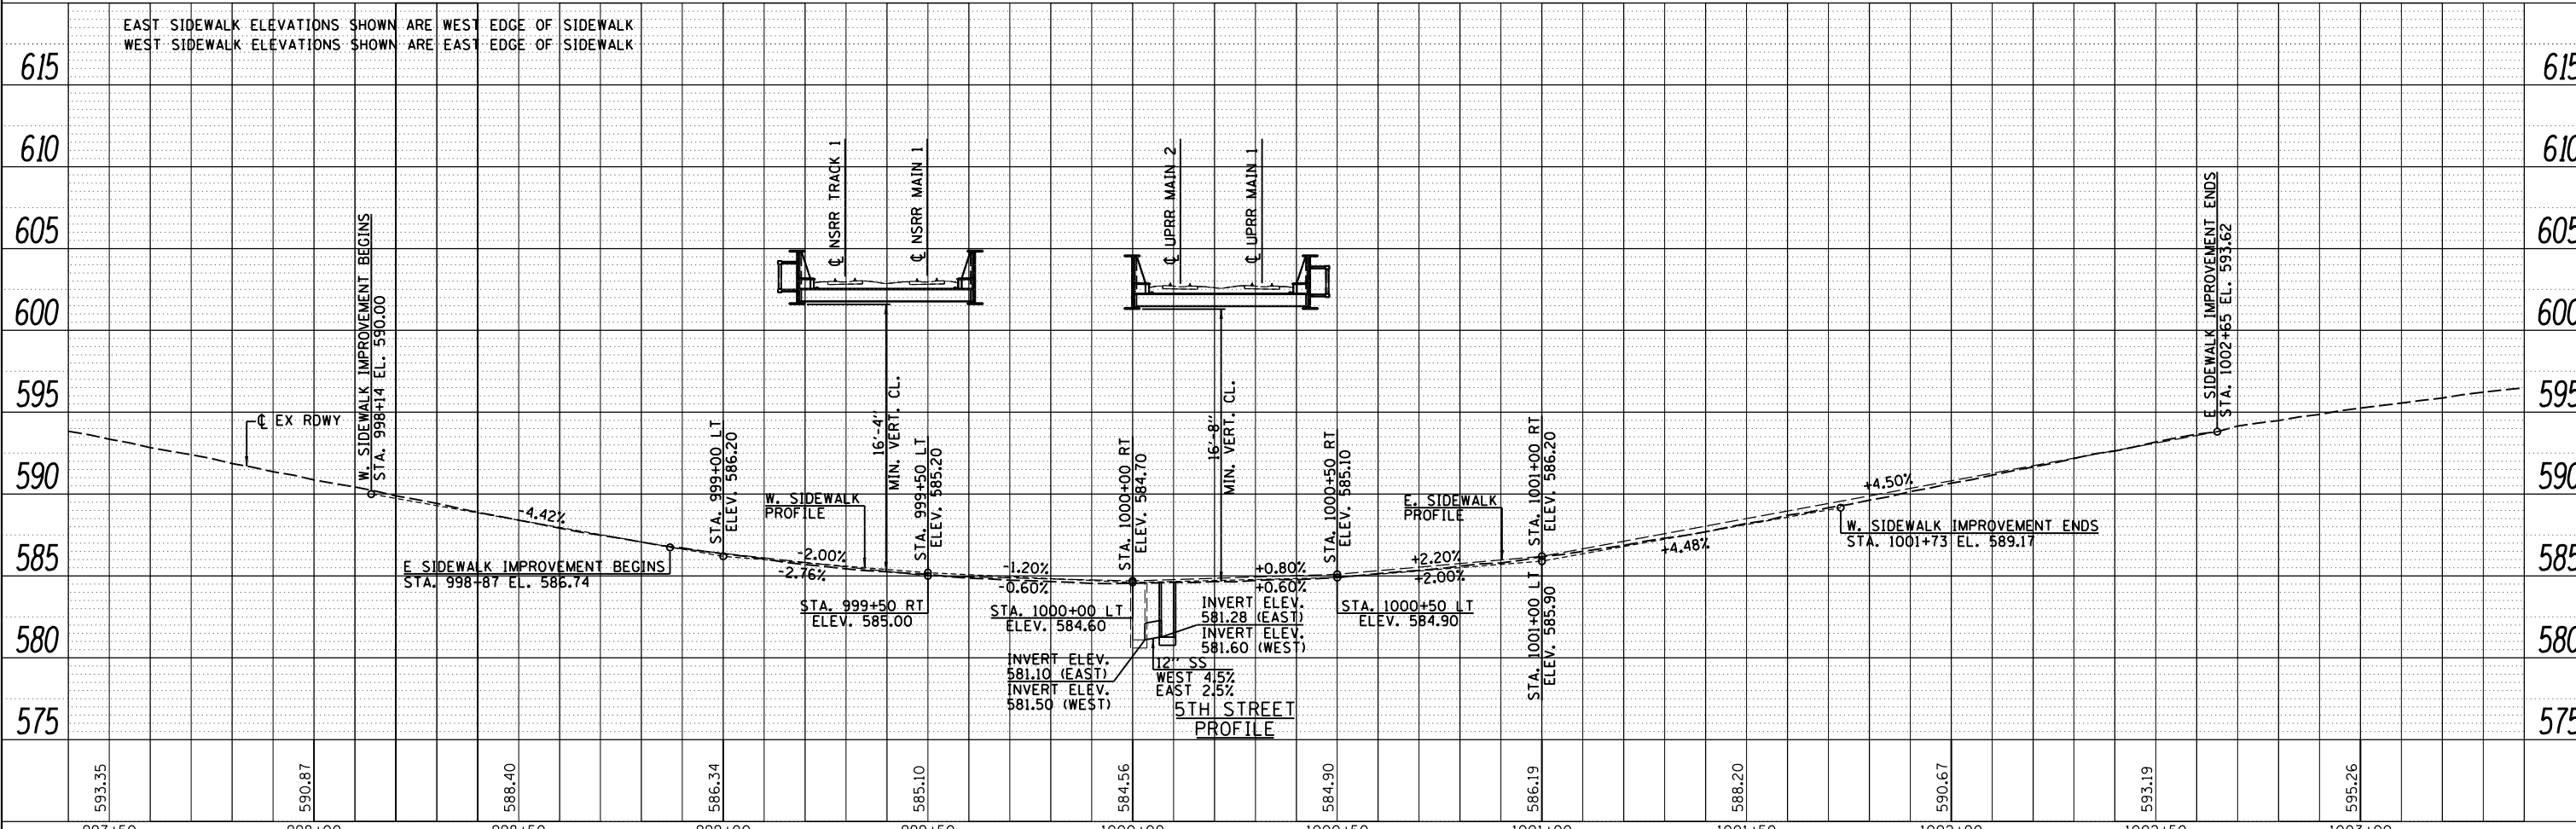 EAST SIDEWALK ELEVATIONS SHOWN ARE WEST EDGE OF SIDEWALK
WEST SIDEWALK ELEVATIONS SHOWN ARE EAST EDGE OF SIDEWALK
615
615
610
610
605
605
600
600
595
595
590
590
585
585
580
580
575
575
℄ EX RDWY
W. SIDEWALK IMPROVEMENT BEGINS
STA. 998+14 EL. 590.00
-4.42%
E SIDEWALK IMPROVEMENT BEGINS
STA. 998+87 EL. 586.74
STA. 999+00 LT
ELEV. 586.20
℄ NSRR TRACK 1
℄ NSRR MAIN 1
16'-4"
MIN. VERT. CL.
W. SIDEWALK
PROFILE
-2.00%
-2.76%
STA. 999+50 LT
ELEV. 585.20
STA. 999+50 RT
ELEV. 585.00
-1.20%
-0.60%
STA. 1000+00 RT
ELEV. 584.70
STA. 1000+00 LT
ELEV. 584.60
℄ UPRR MAIN 2
℄ UPRR MAIN 1
16'-8"
MIN. VERT. CL.
+0.80%
+0.60%
INVERT ELEV.
581.28 (EAST)
INVERT ELEV.
581.60 (WEST)
INVERT ELEV.
581.10 (EAST)
INVERT ELEV.
581.50 (WEST)
12" SS
WEST 4.5%
EAST 2.5%
5TH STREET
PROFILE
STA. 1000+50 RT
ELEV. 585.10
STA. 1000+50 LT
ELEV. 584.90
E. SIDEWALK
PROFILE
+2.20%
+2.00%
STA. 1001+00 RT
ELEV. 586.20
STA. 1001+00 LT
ELEV. 585.90
+4.48%
+4.50%
W. SIDEWALK IMPROVEMENT ENDS
STA. 1001+73 EL. 589.17
E SIDEWALK IMPROVEMENT ENDS
STA. 1002+65 EL. 593.62
593.35
590.87
588.40
586.34
585.10
584.56
584.90
586.19
588.20
590.67
593.19
595.26